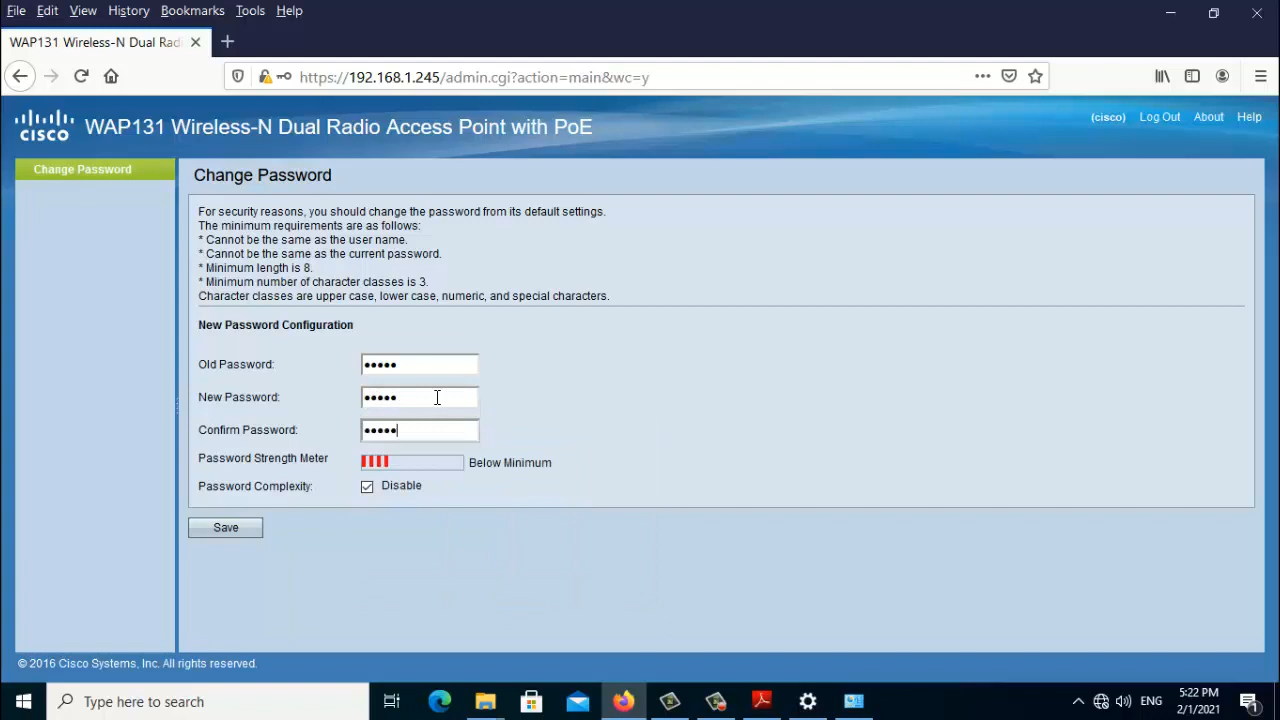 File Edit View History Bookmarks Tools Help
WAP131 Wireless-N Dual Radi
https://192.168.1.245/admin.cgi?action=main&wc=y
cisco WAP131 Wireless-N Dual Radio Access Point with PoE
(cisco) Log Out About Help
Change Password
Change Password
For security reasons, you should change the password from its default settings.
The minimum requirements are as follows:
* Cannot be the same as the user name.
* Cannot be the same as the current password.
* Minimum length is 8.
* Minimum number of character classes is 3.
Character classes are upper case, lower case, numeric, and special characters.
New Password Configuration
Old Password: •••••
New Password: •••••
Confirm Password: •••••
Password Strength Meter Below Minimum
Password Complexity: Disable
Save
© 2016 Cisco Systems, Inc. All rights reserved.
Type here to search
ENG
5:22 PM
2/1/2021
1